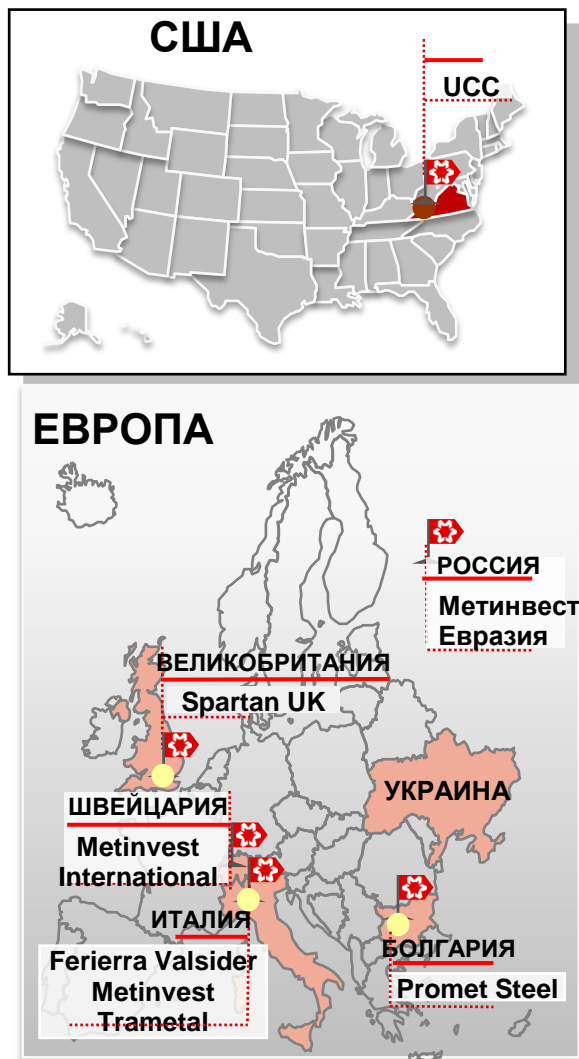 США
UCC
ЕВРОПА
РОССИЯ
Метинвест
Евразия
ВЕЛИКОБРИТАНИЯ
Spartan UK
УКРАИНА
ШВЕЙЦАРИЯ
Metinvest
International
ИТАЛИЯ
Ferierra Valsider
Metinvest
Trametal
БОЛГАРИЯ
Promet Steel